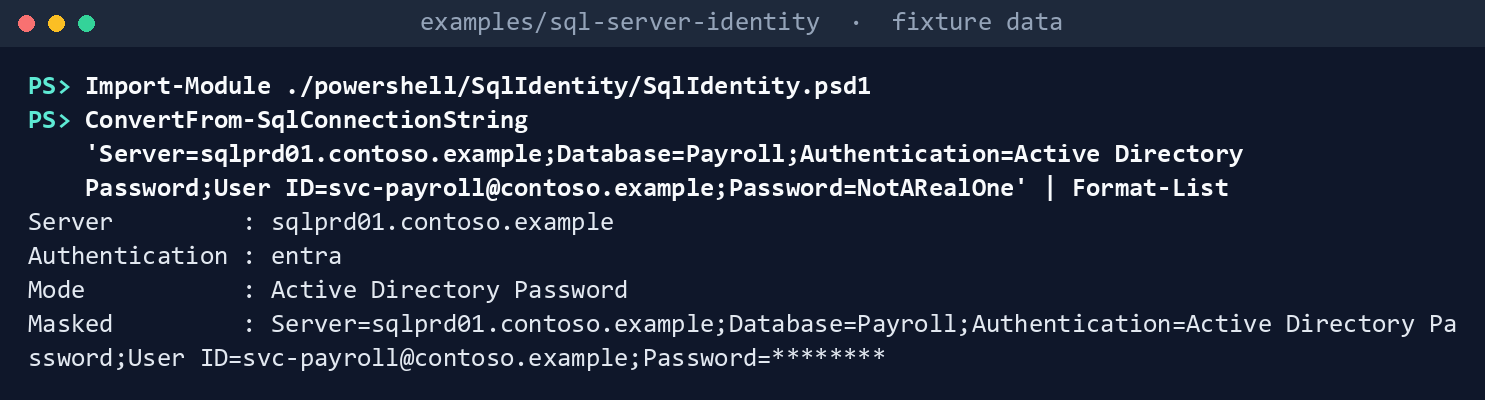 examples/sql-server-identity · fixture data
PS> Import-Module ./powershell/SqlIdentity/SqlIdentity.psd1
PS> ConvertFrom-SqlConnectionString
'Server=sqlprd01.contoso.example;Database=Payroll;Authentication=Active Directory
Password;User ID=svc-payroll@contoso.example;Password=NotARealOne' | Format-List
Server         : sqlprd01.contoso.example
Authentication : entra
Mode           : Active Directory Password
Masked         : Server=sqlprd01.contoso.example;Database=Payroll;Authentication=Active Directory Pa
ssword;User ID=svc-payroll@contoso.example;Password=********